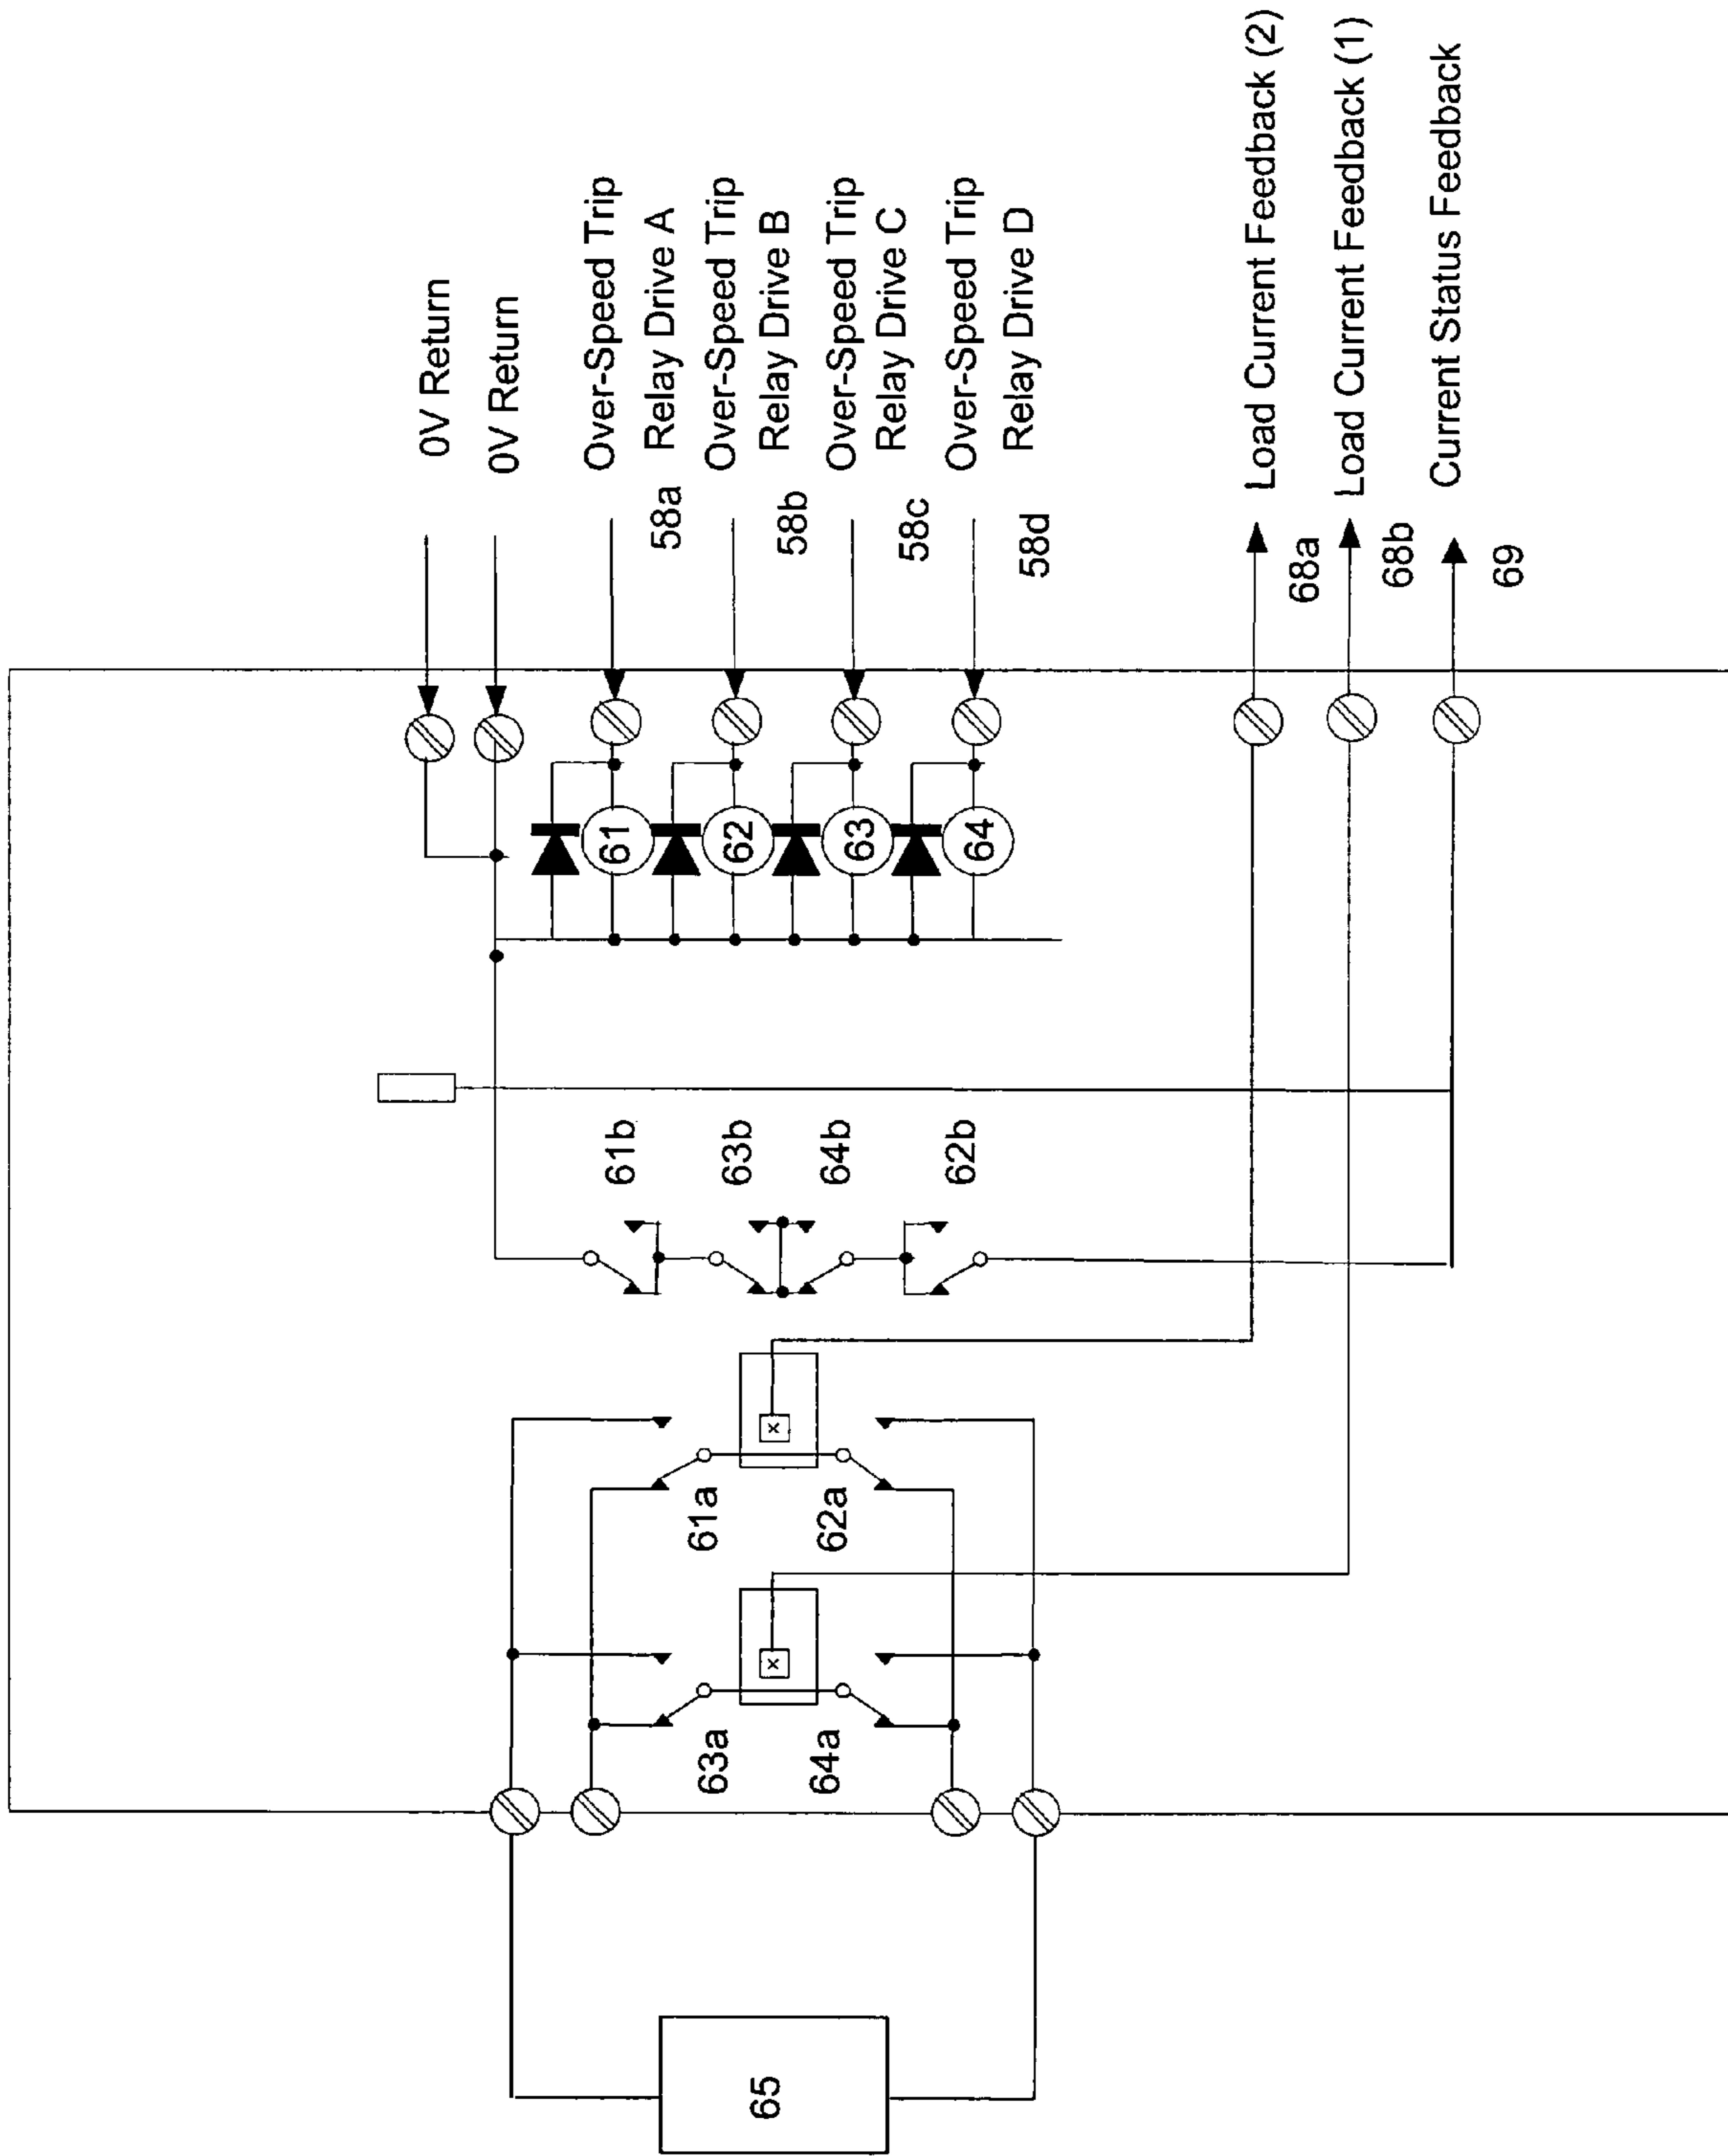 0V Return
0V Return
Over-Speed Trip
Relay Drive A
58a
Over-Speed Trip
Relay Drive B
58b
Over-Speed Trip
Relay Drive C
58c
Over-Speed Trip
Relay Drive D
58d
61
62
63
64
61b
63b
64b
62b
x
61a
62a
x
63a
64a
65
Load Current Feedback (2)
68a
Load Current Feedback (1)
68b
Current Status Feedback
69